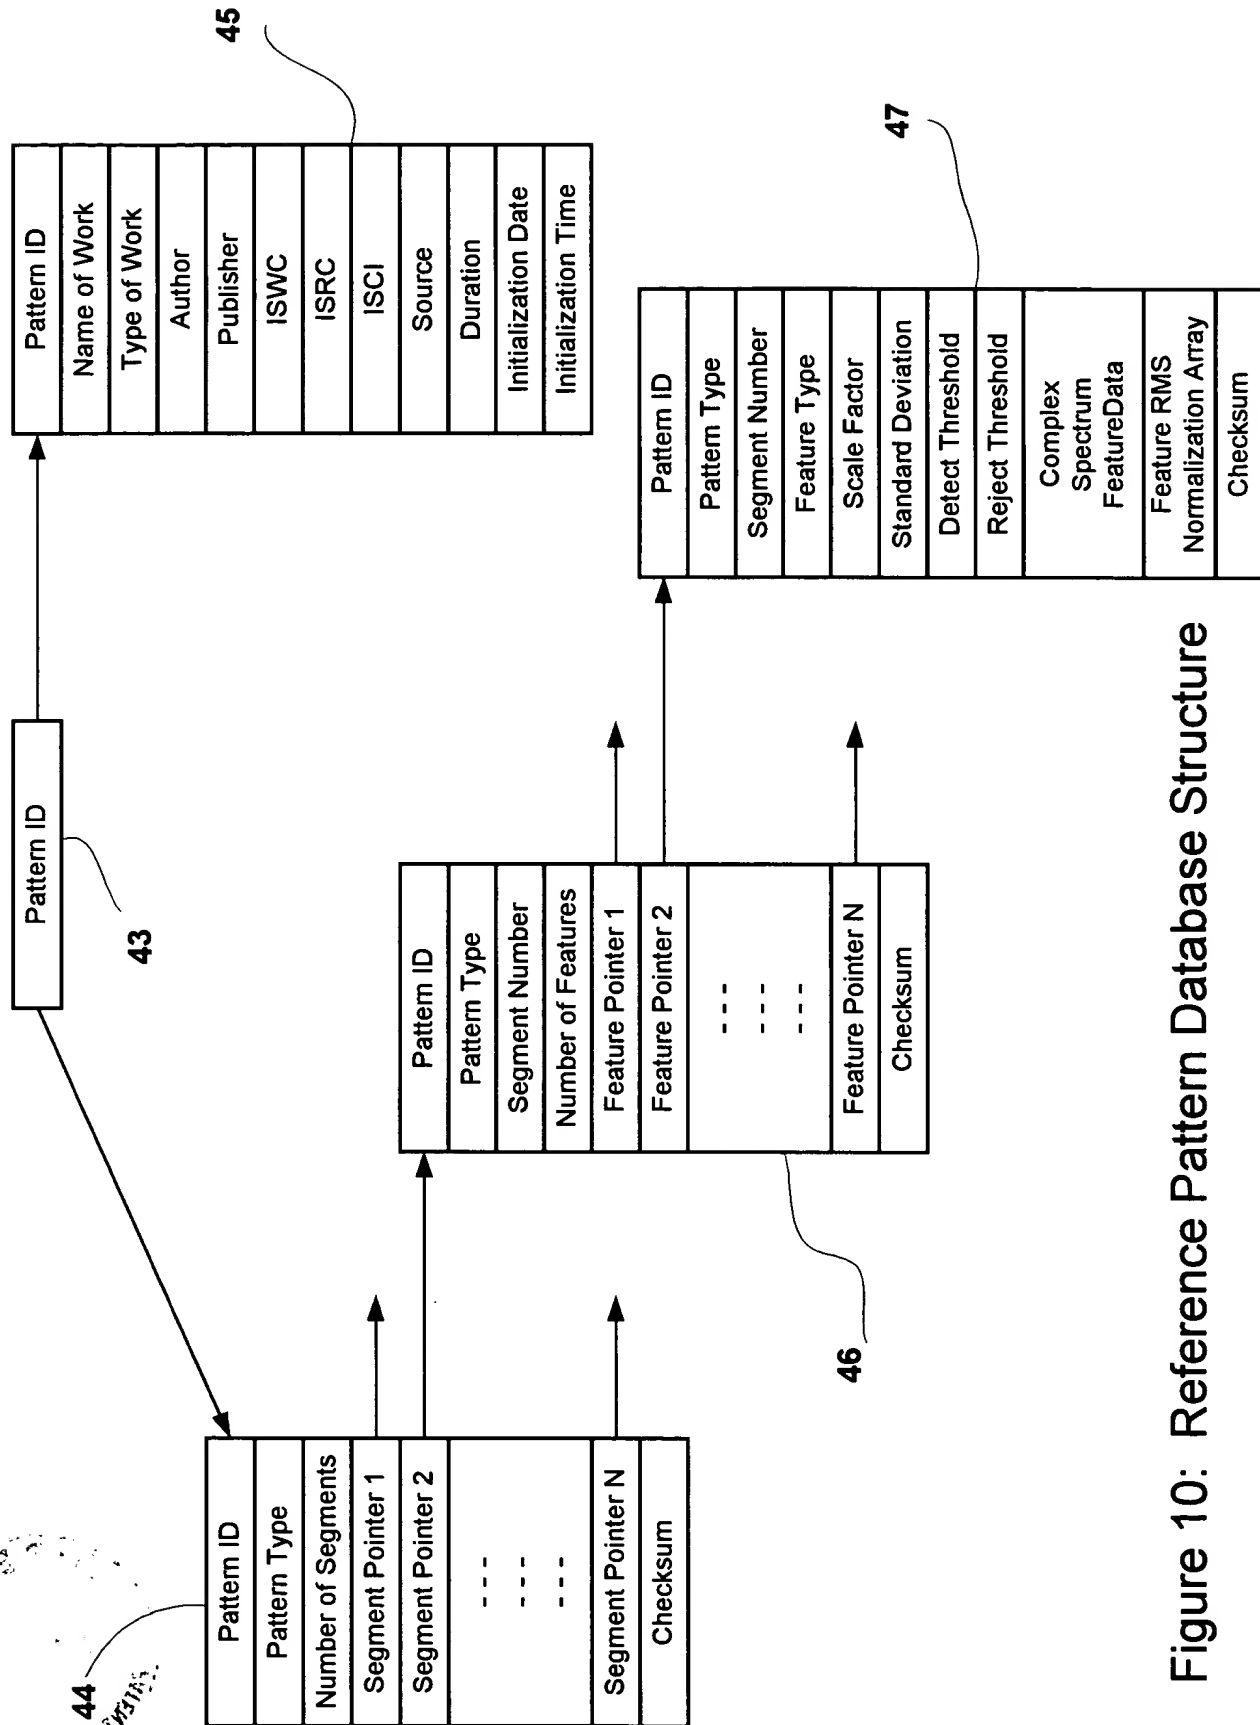 43
Pattern ID
45
Pattern ID
Name of Work
Type of Work
Author
Publisher
ISWC
ISRC
ISCI
Source
Duration
Initialization Date
Initialization Time
44
Pattern ID
Pattern Type
Number of Segments
Segment Pointer 1
Segment Pointer 2
- - -
- - -
- - -
Segment Pointer N
Checksum
46
Pattern ID
Pattern Type
Segment Number
Number of Features
Feature Pointer 1
Feature Pointer 2
- - -
- - -
- - -
Feature Pointer N
Checksum
47
Pattern ID
Pattern Type
Segment Number
Feature Type
Scale Factor
Standard Deviation
Detect Threshold
Reject Threshold
Complex
Spectrum
FeatureData
Feature RMS
Normalization Array
Checksum
Figure 10: Reference Pattern Database Structure